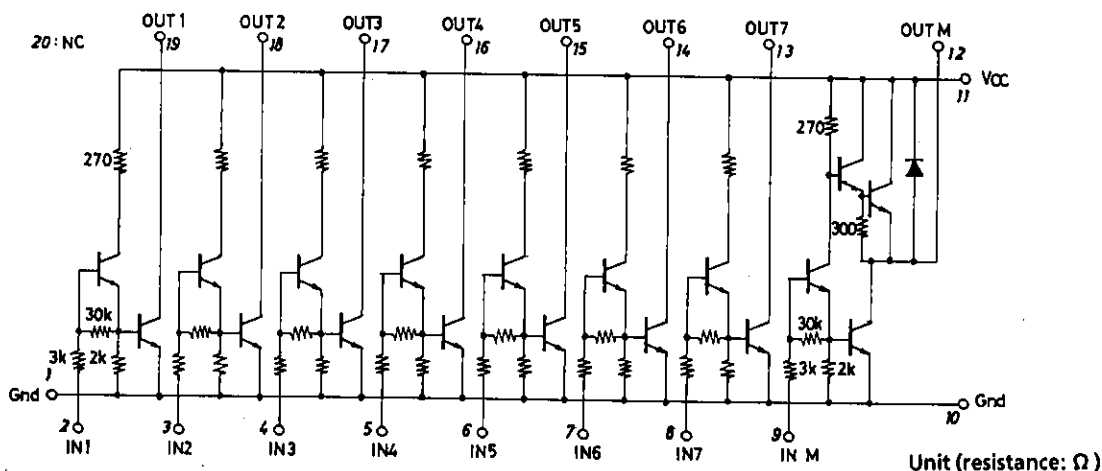 OUT 1
OUT 2
OUT3
OUT4
OUT5
OUT6
OUT7
OUT M
20: NC
19
18
17
16
15
14
13
12
Vcc
11
270
270
300
30k
30k
3k
2k
3k
2k
Gnd
Gnd
10
2
3
4
5
6
7
8
9
IN1
IN2
IN3
IN4
IN5
IN6
IN7
IN M
Unit (resistance: Ω)